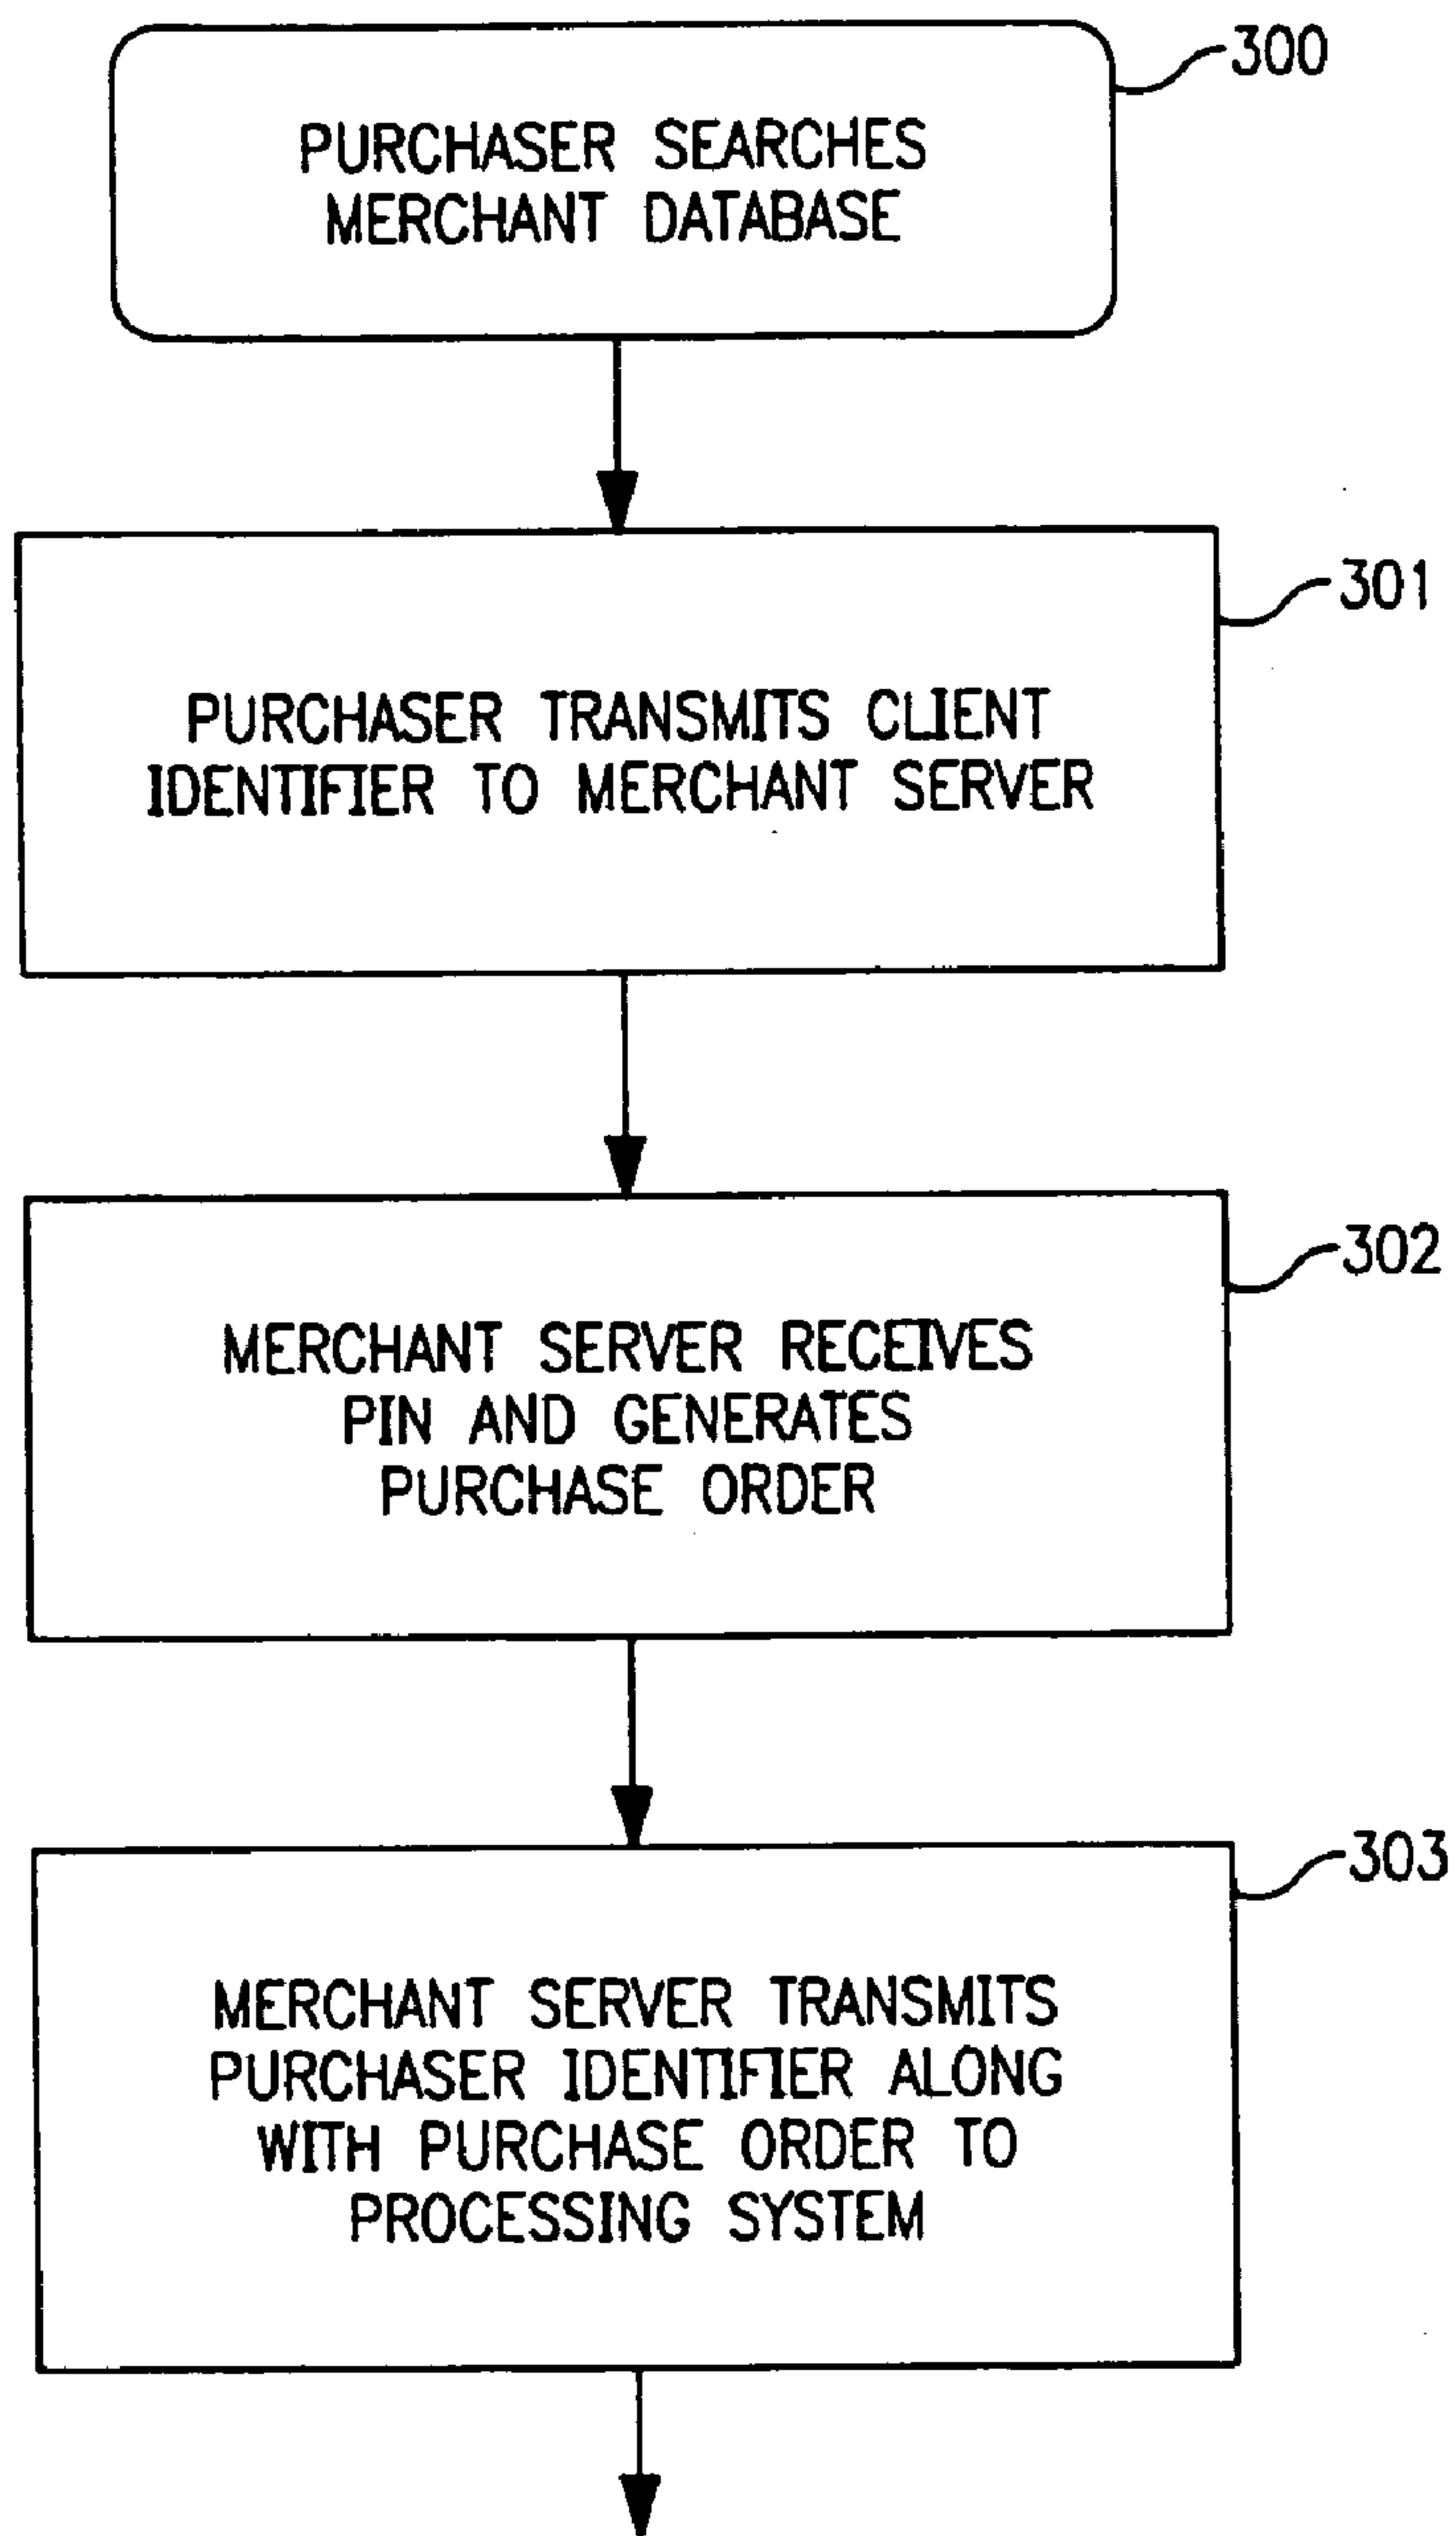 300
PURCHASER SEARCHES
MERCHANT DATABASE
301
PURCHASER TRANSMITS CLIENT
IDENTIFIER TO MERCHANT SERVER
302
MERCHANT SERVER RECEIVES
PIN AND GENERATES
PURCHASE ORDER
303
MERCHANT SERVER TRANSMITS
PURCHASER IDENTIFIER ALONG
WITH PURCHASE ORDER TO
PROCESSING SYSTEM